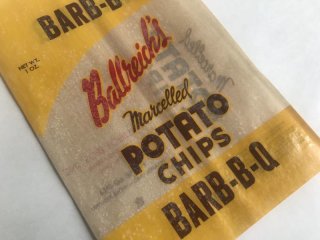 BARB-B-
NET WT.
1 OZ.
Ballreich's
Marcelled
POTATO
CHIPS
BARB-B-Q